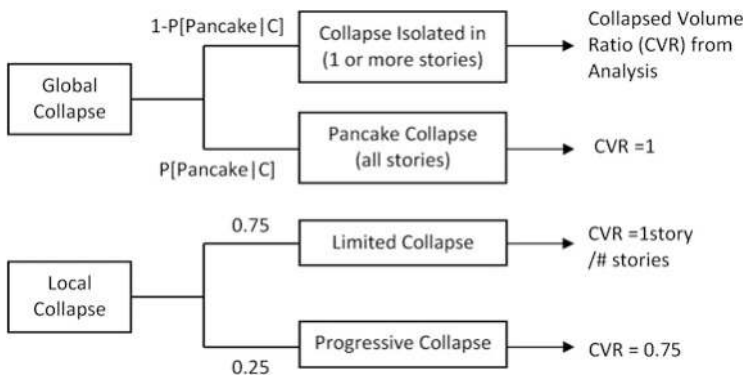 1-P[Pancake|C]
Global
Collapse
Collapse Isolated in
(1 or more stories)
Collapsed Volume
Ratio (CVR) from
Analysis
P[Pancake|C]
Pancake Collapse
(all stories)
CVR =1
Local
Collapse
0.75
Limited Collapse
CVR =1story
/# stories
0.25
Progressive Collapse
CVR = 0.75